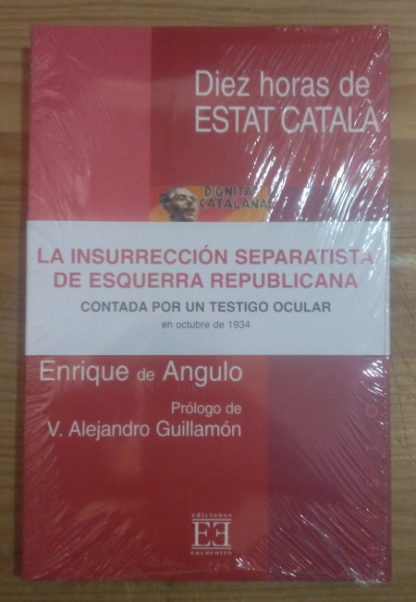 Diez horas de
ESTAT CATALÀ
DIGNITAT
CATALANA
LA INSURRECCIÓN SEPARATISTA
DE ESQUERRA REPUBLICANA
CONTADA POR UN TESTIGO OCULAR
en octubre de 1934
Enrique de Angulo
Prólogo de
V. Alejandro Guillamón
ediciones
EE
encuentro